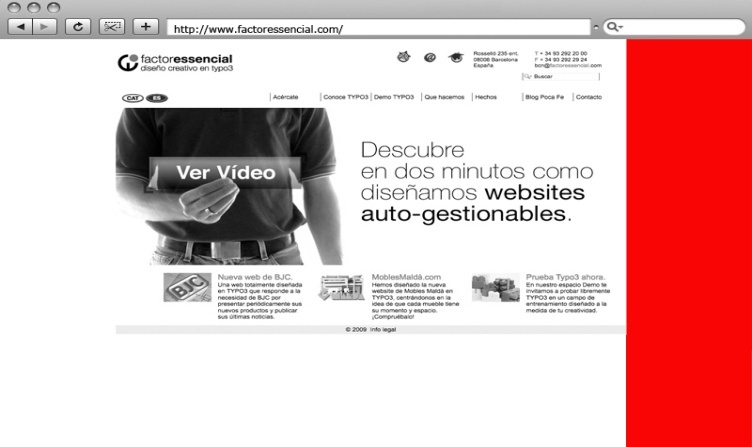 http://www.factoressencial.com/
factoressencial
diseño creativo en typo3
Rosselló 235 ent.
08008 Barcelona
España
T + 34 93 292 20 00
F + 34 93 292 29 24
bcn@factoressencial.com
Buscar
CAT ES
Acércate
Conoce TYPO3
Demo TYPO3
Que hacemos
Hechos
Blog Poca Fe
Contacto
Ver Vídeo
Descubre
en dos minutos como
diseñamos websites
auto-gestionables.
Nueva web de BJC.
Una web totalmente diseñada
en TYPO3 que responde a la
necesidad de BJC por
presentar periódicamente sus
nuevos productos y publicar
sus últimas noticias.
BJC
MoblesMaldà.com
Hemos diseñado la nueva
website de Mobles Maldà en
TYPO3, centrándonos en la
idea de que cada mueble tiene
su momento y espacio.
¡Compruébalo!
Prueba Typo3 ahora.
En nuestro espacio Demo te
invitamos a probar libremente
TYPO3 en un campo de
entrenamiento diseñado a la
medida de tu creatividad.
© 2009 Info legal